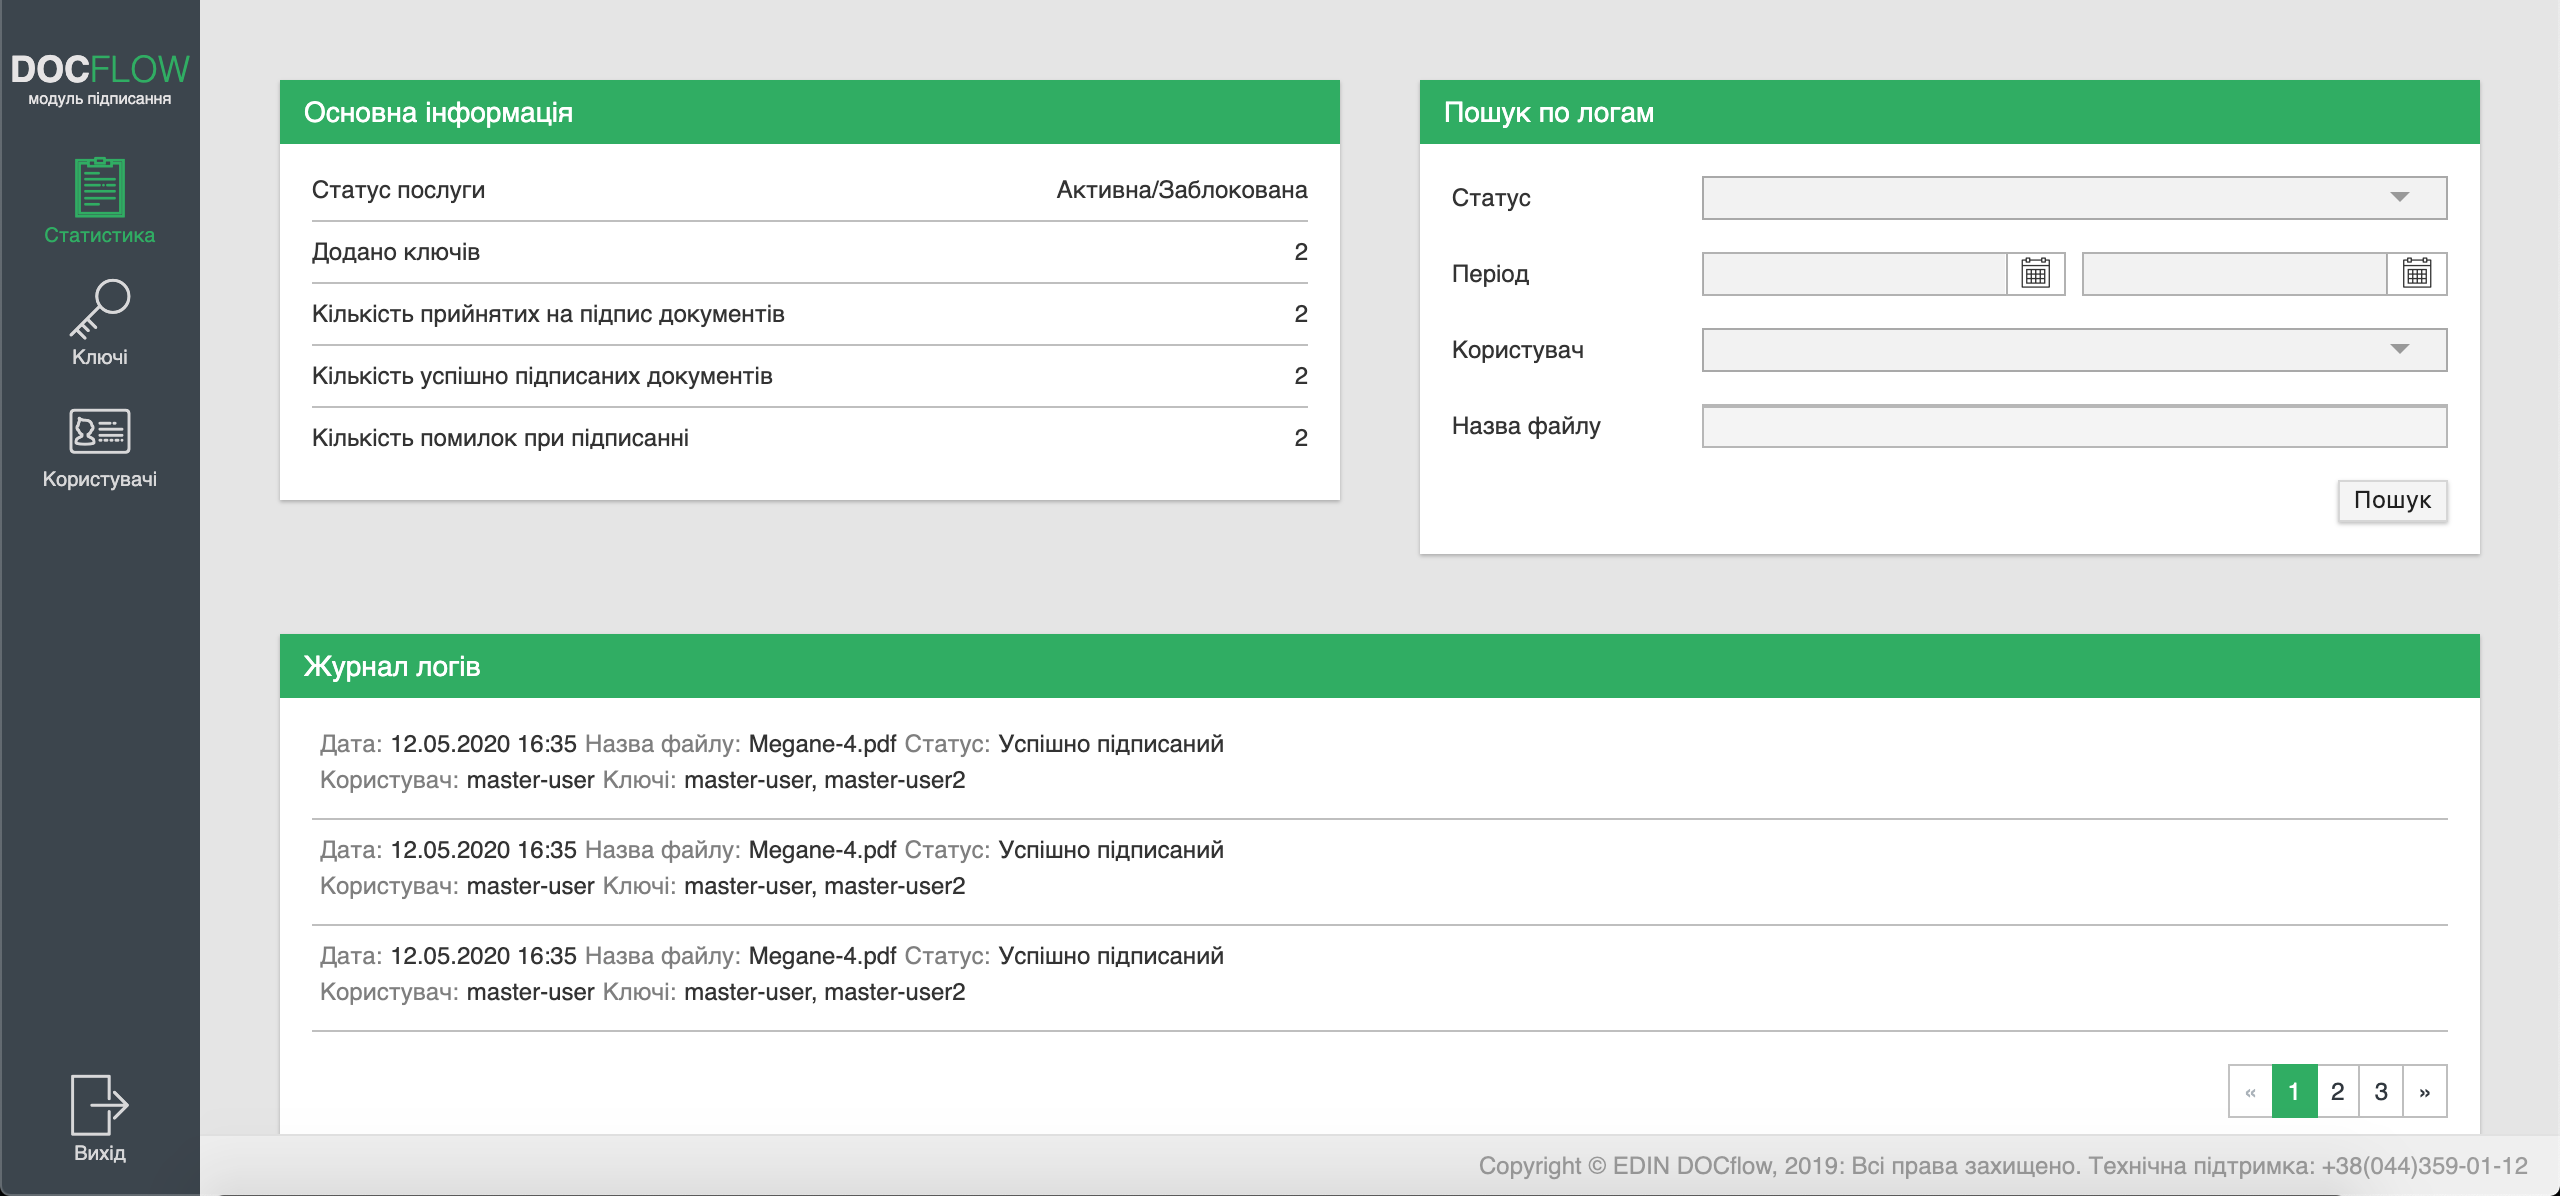 DOCFLOW
модуль підписання
Статистика
Ключі
Користувачі
Вихід
Основна інформація
Статус послуги Активна/Заблокована
Додано ключів 2
Кількість прийнятих на підпис документів 2
Кількість успішно підписаних документів 2
Кількість помилок при підписанні 2
Пошук по логам
Статус
Період
Користувач
Назва файлу
Пошук
Журнал логів
Дата: 12.05.2020 16:35 Назва файлу: Megane-4.pdf Статус: Успішно підписаний
Користувач: master-user Ключі: master-user, master-user2
Дата: 12.05.2020 16:35 Назва файлу: Megane-4.pdf Статус: Успішно підписаний
Користувач: master-user Ключі: master-user, master-user2
Дата: 12.05.2020 16:35 Назва файлу: Megane-4.pdf Статус: Успішно підписаний
Користувач: master-user Ключі: master-user, master-user2
« 1 2 3 »
Copyright © EDIN DOCflow, 2019: Всі права захищено. Технічна підтримка: +38(044)359-01-12